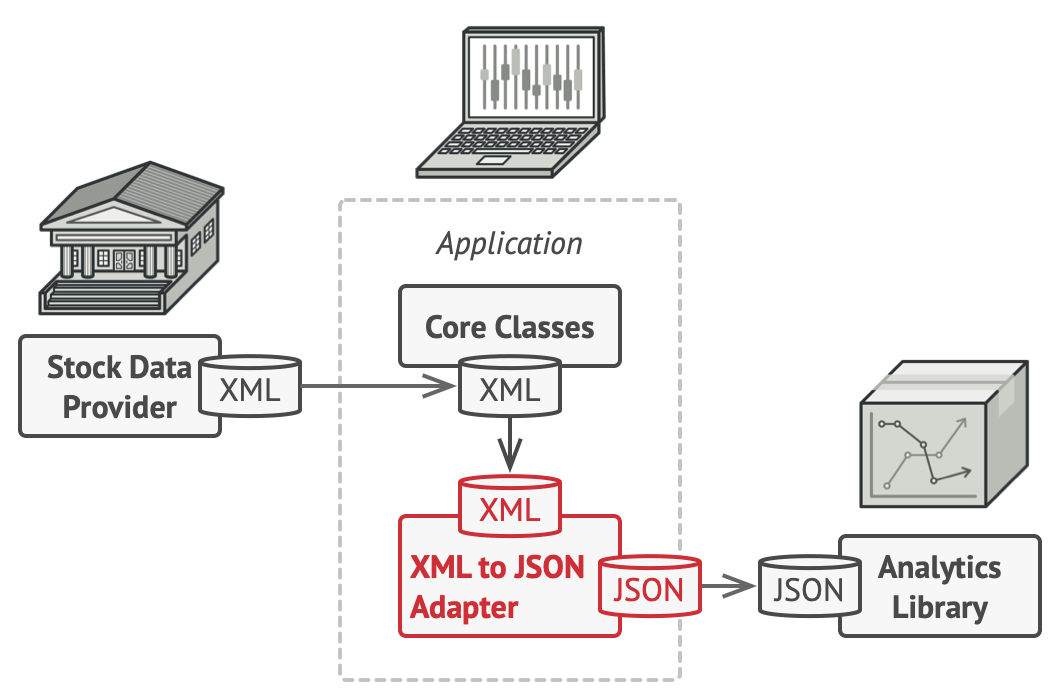 Application
Core Classes
XML
Stock Data
Provider
XML
XML
XML to JSON
Adapter
JSON
JSON
Analytics
Library